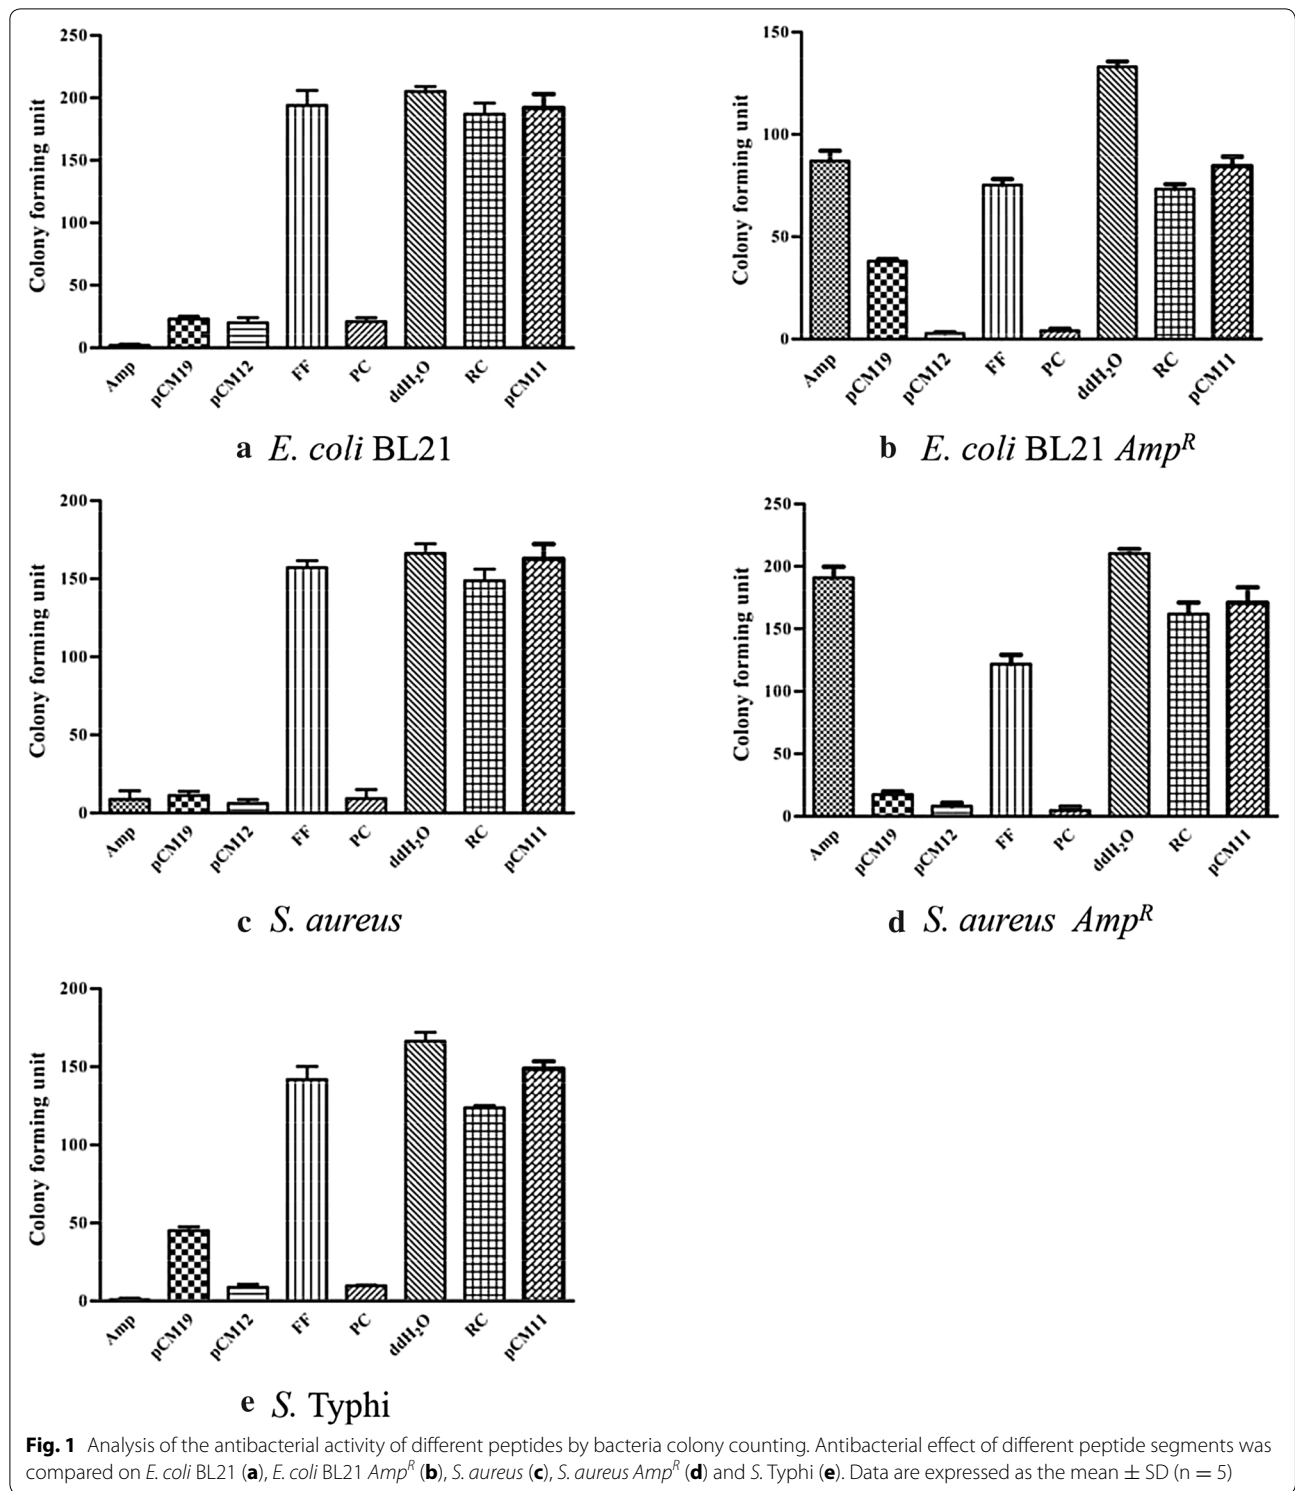 250
200
150
100
50
0
Colony forming unit
Amp pCM19 pCM12 FF PC ddH₂O RC pCM11
a E. coli BL21
150
100
50
0
Colony forming unit
Amp pCM19 pCM12 FF PC ddH₂O RC pCM11
b E. coli BL21 Ampᴿ
200
150
100
50
0
Colony forming unit
Amp pCM19 pCM12 FF PC ddH₂O RC pCM11
c S. aureus
250
200
150
100
50
0
Colony forming unit
Amp pCM19 pCM12 FF PC ddH₂O RC pCM11
d S. aureus Ampᴿ
200
150
100
50
0
Colony forming unit
Amp pCM19 pCM12 FF PC ddH₂O RC pCM11
e S. Typhi
Fig. 1 Analysis of the antibacterial activity of different peptides by bacteria colony counting. Antibacterial effect of different peptide segments was
compared on E. coli BL21 (a), E. coli BL21 Ampᴿ (b), S. aureus (c), S. aureus Ampᴿ (d) and S. Typhi (e). Data are expressed as the mean ± SD (n = 5)